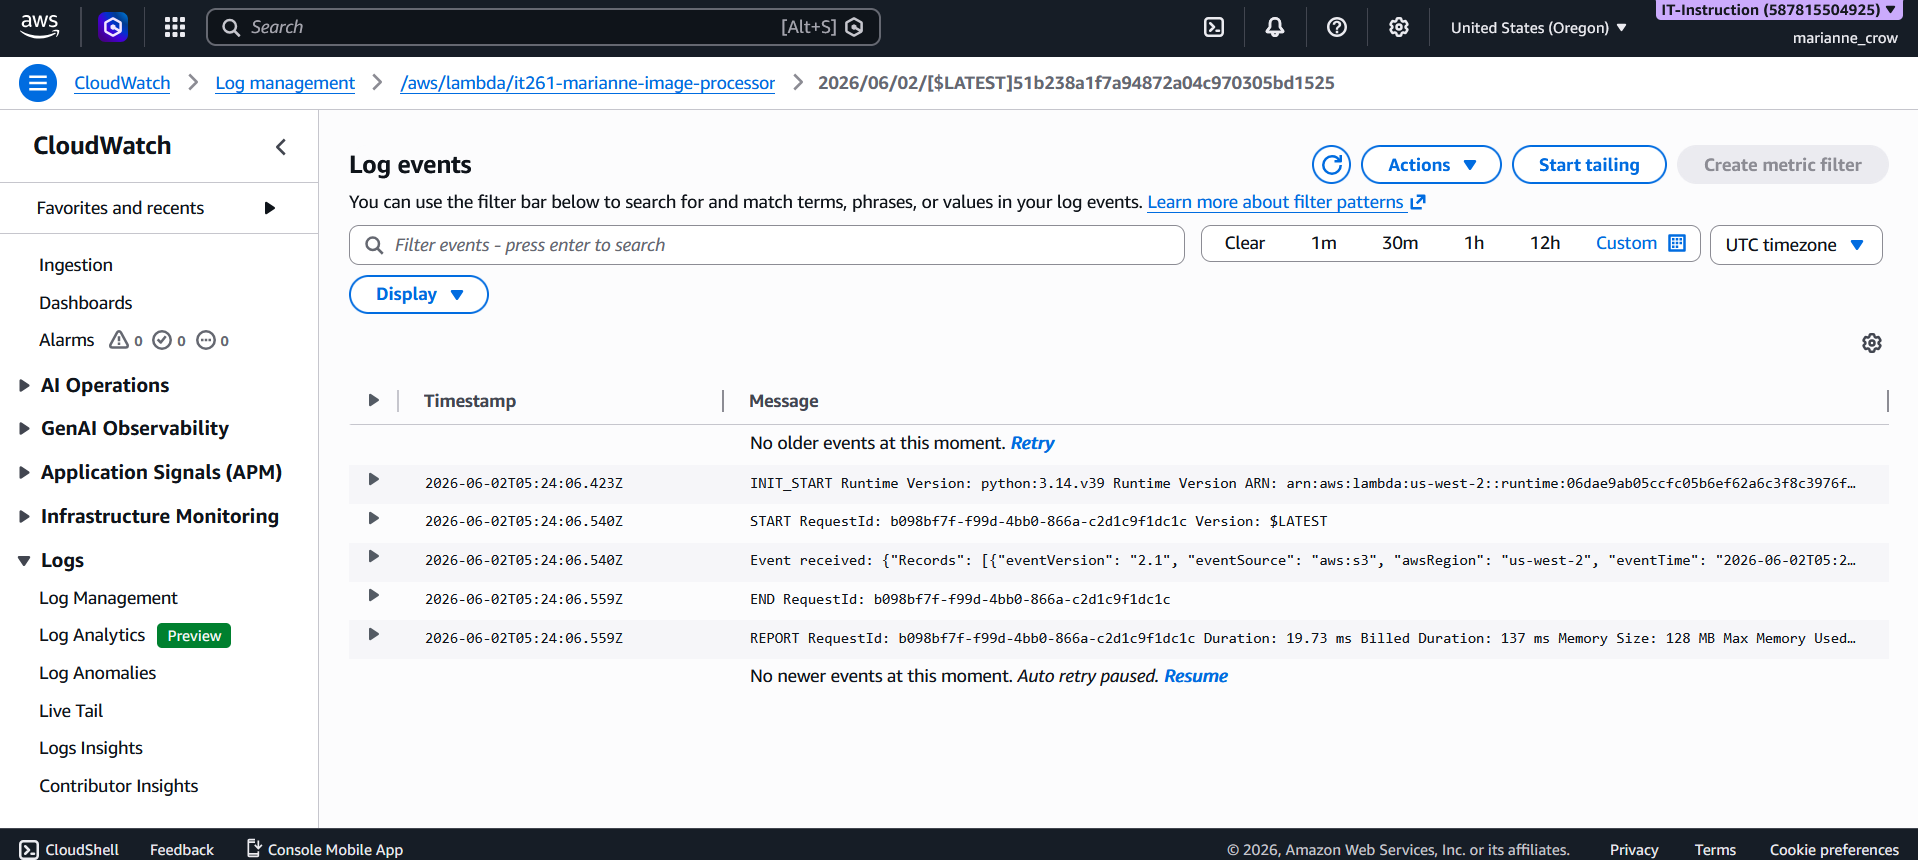 aws
Search [Alt+S]
United States (Oregon)
IT-Instruction (587815504925)
marianne_crow
CloudWatch
Log management
/aws/lambda/it261-marianne-image-processor
2026/06/02/[$LATEST]51b238a1f7a94872a04c970305bd1525
CloudWatch
Favorites and recents
Ingestion
Dashboards
Alarms 0 0 0
AI Operations
GenAI Observability
Application Signals (APM)
Infrastructure Monitoring
Logs
Log Management
Log Analytics Preview
Log Anomalies
Live Tail
Logs Insights
Contributor Insights
Log events
Actions
Start tailing
Create metric filter
You can use the filter bar below to search for and match terms, phrases, or values in your log events. Learn more about filter patterns
Filter events - press enter to search
Clear 1m 30m 1h 12h Custom
UTC timezone
Display
Timestamp Message
No older events at this moment. Retry
2026-06-02T05:24:06.423Z INIT_START Runtime Version: python:3.14.v39 Runtime Version ARN: arn:aws:lambda:us-west-2::runtime:06dae9ab05ccfc05b6ef62a6c3f8c3976f…
2026-06-02T05:24:06.540Z START RequestId: b098bf7f-f99d-4bb0-866a-c2d1c9f1dc1c Version: $LATEST
2026-06-02T05:24:06.540Z Event received: {"Records": [{"eventVersion": "2.1", "eventSource": "aws:s3", "awsRegion": "us-west-2", "eventTime": "2026-06-02T05:2…
2026-06-02T05:24:06.559Z END RequestId: b098bf7f-f99d-4bb0-866a-c2d1c9f1dc1c
2026-06-02T05:24:06.559Z REPORT RequestId: b098bf7f-f99d-4bb0-866a-c2d1c9f1dc1c Duration: 19.73 ms Billed Duration: 137 ms Memory Size: 128 MB Max Memory Used…
No newer events at this moment. Auto retry paused. Resume
CloudShell Feedback Console Mobile App © 2026, Amazon Web Services, Inc. or its affiliates. Privacy Terms Cookie preferences